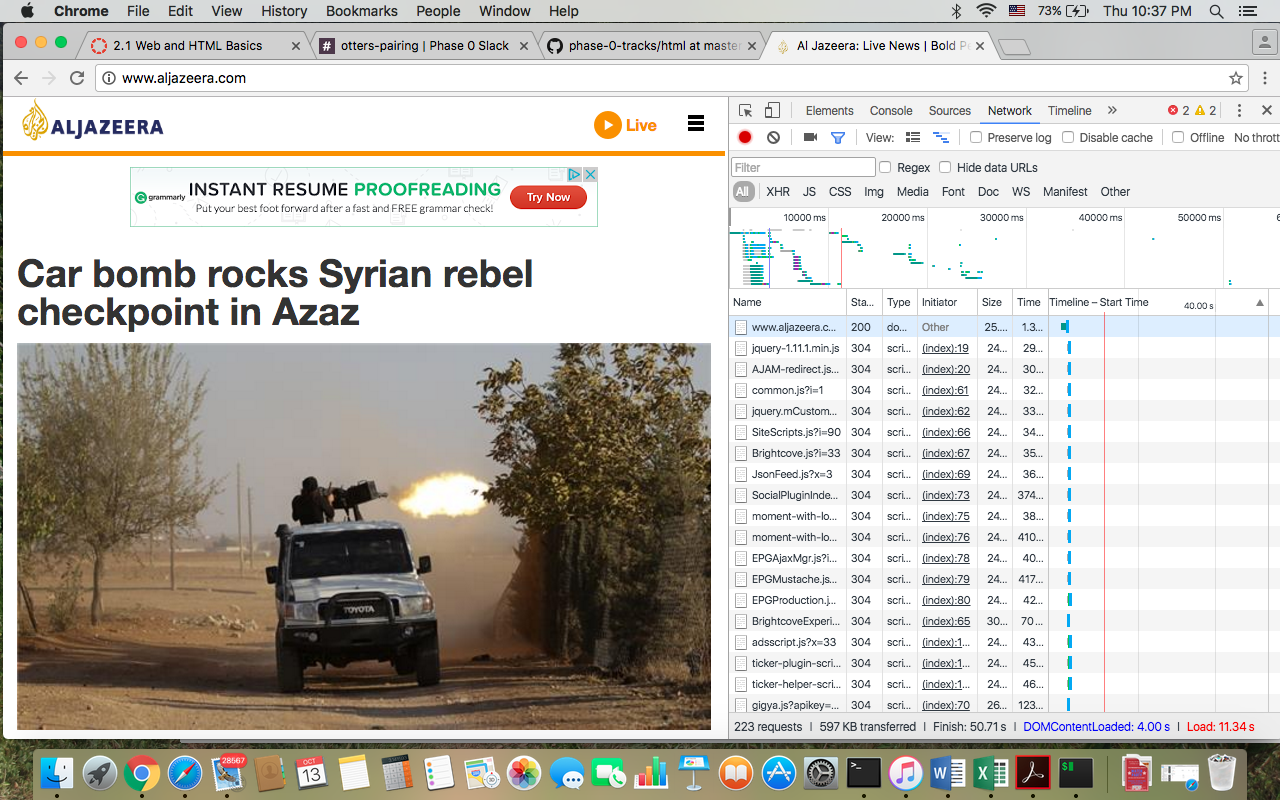 Chrome File Edit View History Bookmarks People Window Help 73% Thu 10:37 PM
2.1 Web and HTML Basics otters-pairing | Phase 0 Slack phase-0-tracks/html at master Al Jazeera: Live News | Bold Pe
www.aljazeera.com
ALJAZEERA Live
grammarly INSTANT RESUME PROOFREADING Try Now
Put your best foot forward after a fast and FREE grammar check!
Car bomb rocks Syrian rebel
checkpoint in Azaz
TOYOTA
Elements Console Sources Network Timeline » 2 2
View: Preserve log Disable cache Offline No thrott
Filter Regex Hide data URLs
All XHR JS CSS Img Media Font Doc WS Manifest Other
10000 ms 20000 ms 30000 ms 40000 ms 50000 ms 6
Name Sta... Type Initiator Size Time Timeline – Start Time 40.00 s
www.aljazeera.c... 200 do... Other 25.... 1.3...
jquery-1.11.1.min.js 304 scri... (index):19 24... 29...
AJAM-redirect.js... 304 scri... (index):20 24... 30...
common.js?i=1 304 scri... (index):61 24... 32...
jquery.mCustom... 304 scri... (index):62 24... 33...
SiteScripts.js?i=90 304 scri... (index):66 24... 34...
Brightcove.js?i=33 304 scri... (index):67 24... 35...
JsonFeed.js?x=3 304 scri... (index):69 24... 36...
SocialPluginInde... 304 scri... (index):73 24... 374...
moment-with-lo... 304 scri... (index):75 24... 38...
moment-with-lo... 304 scri... (index):76 24... 410...
EPGAjaxMgr.js?i... 304 scri... (index):78 24... 40...
EPGMustache.js... 304 scri... (index):79 24... 417...
EPGProduction.j... 304 scri... (index):80 24... 42...
BrightcoveExperi... 304 scri... (index):65 30... 70...
adsscript.js?x=33 304 scri... (index):1... 24... 43...
ticker-plugin-scri... 304 scri... (index):1... 24... 45...
ticker-helper-scri... 304 scri... (index):1... 24... 46...
gigya.js?apikey=... 304 scri... (index):70 26... 123...
223 requests | 597 KB transferred | Finish: 50.71 s | DOMContentLoaded: 4.00 s | Load: 11.34 s
28567
OCT
13